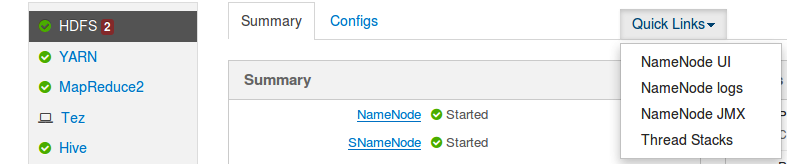 HDFS 2
YARN
MapReduce2
Tez
Hive
Summary
Configs
Quick Links
NameNode UI
NameNode logs
NameNode JMX
Thread Stacks
Summary
NameNode Started
SNameNode Started